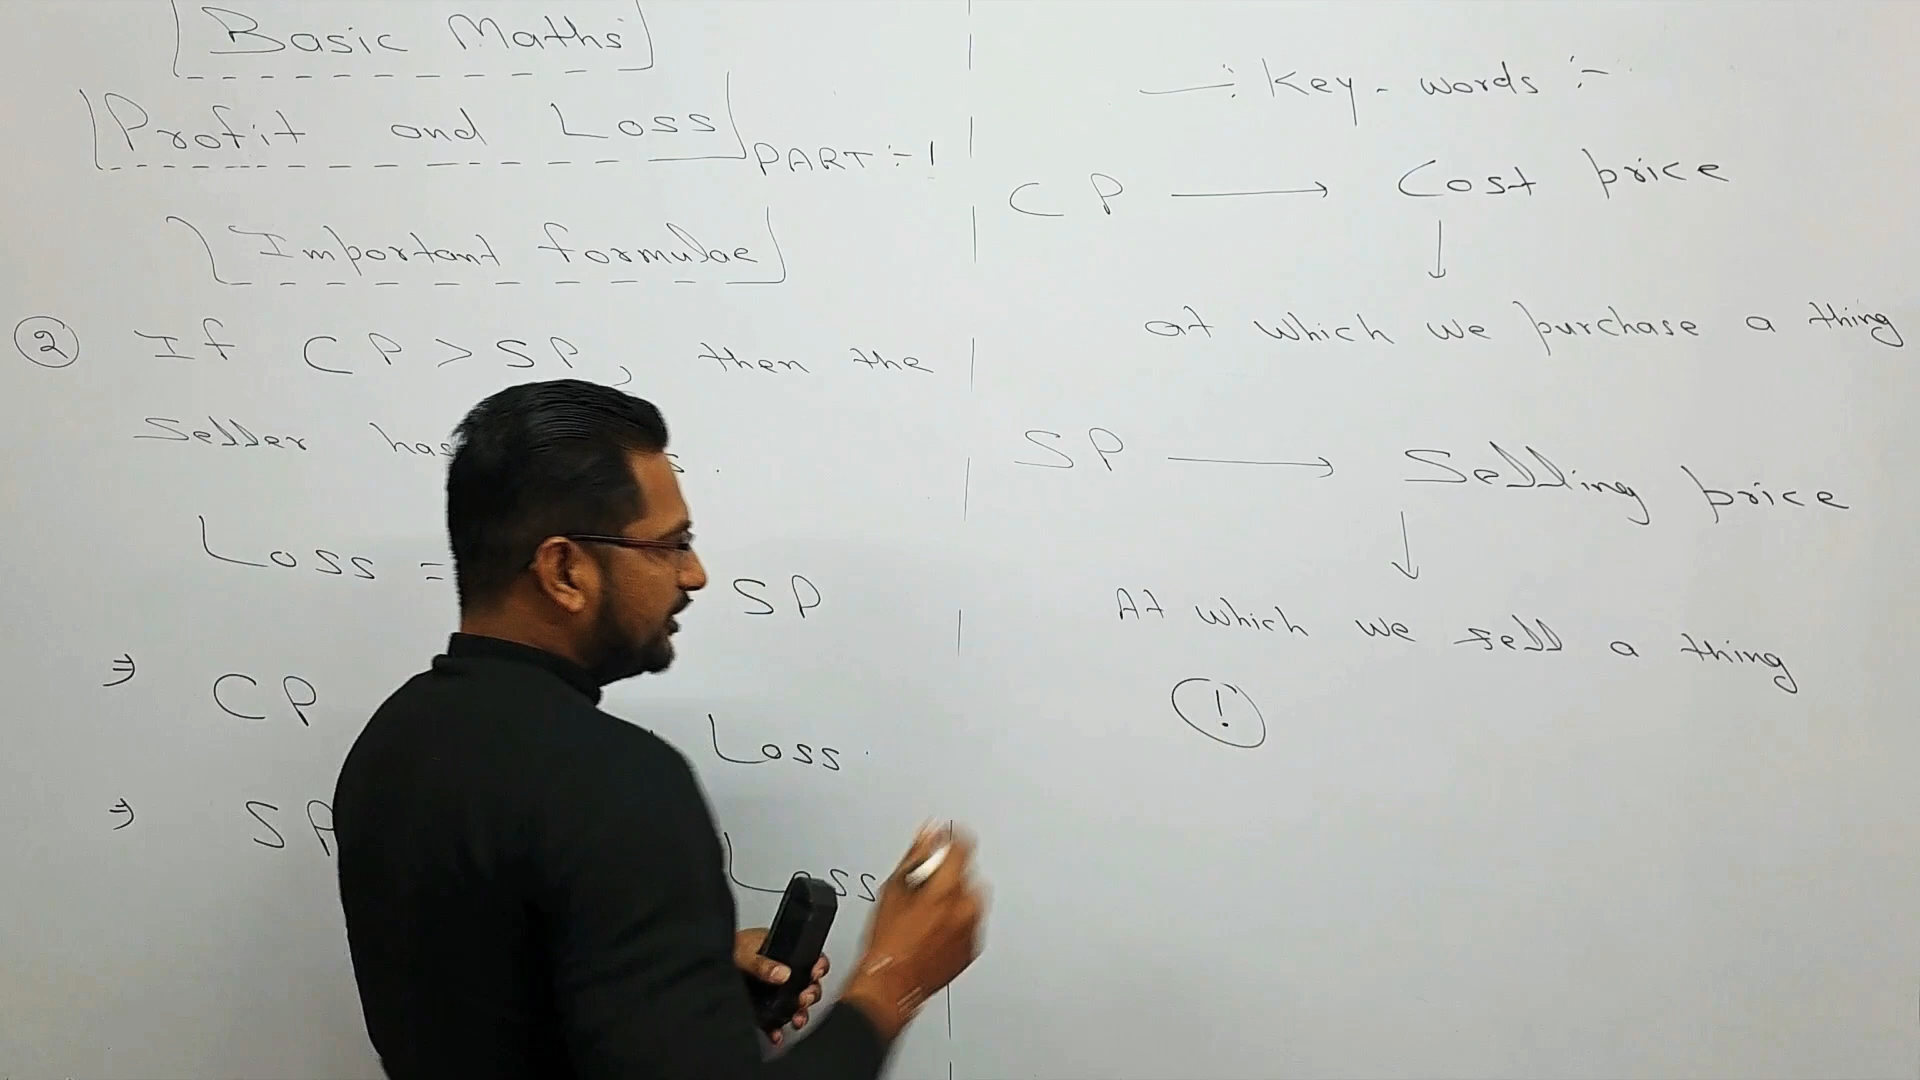 Basic Maths
Profit and Loss PART :- 1
Important formulae
② If CP > SP, then the
Seller has
Loss = SP
⇒ CP Loss.
⇒ SP Loss
—: Key-words :-
CP → Cost price
↓
at which we purchase a thing
SP → Selling price
↓
At which we sell a thing
!